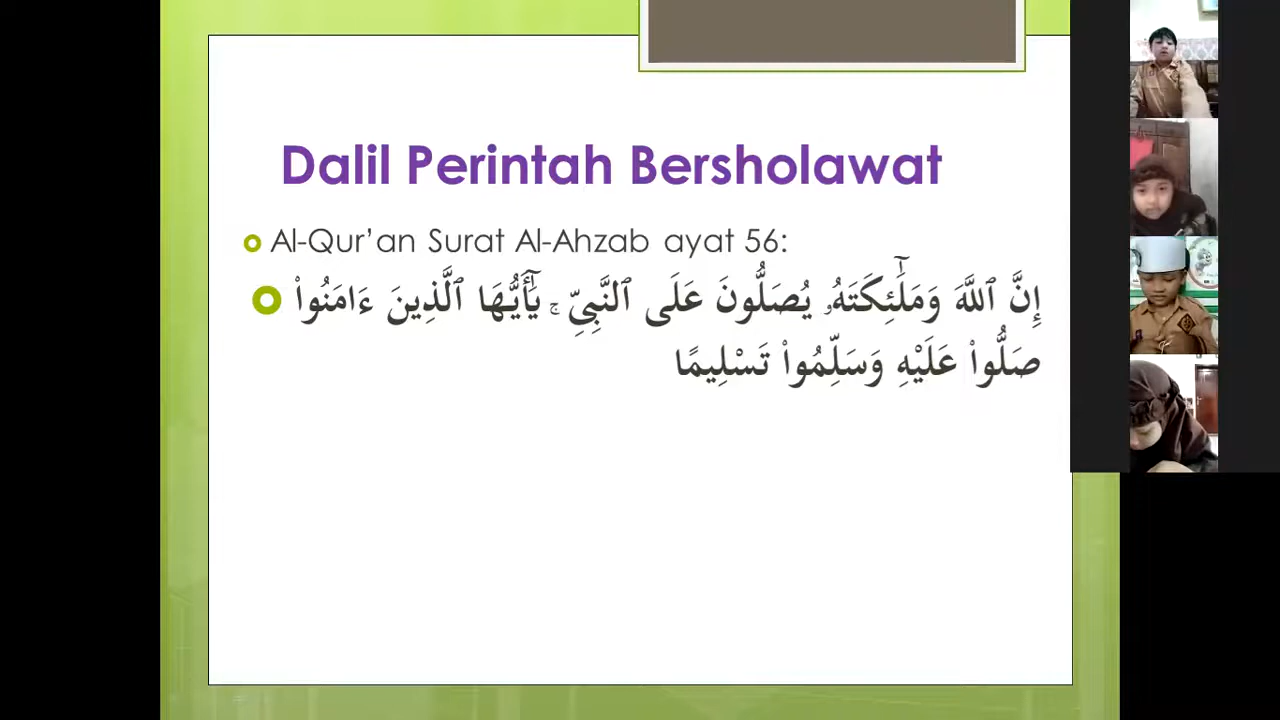 Dalil Perintah Bersholawat
Al-Qur’an Surat Al-Ahzab ayat 56:
إِنَّ ٱللَّهَ وَمَلَٰٓئِكَتَهُۥ يُصَلُّونَ عَلَى ٱلنَّبِىِّ ۚ يَٰٓأَيُّهَا ٱلَّذِينَ ءَامَنُوا۟
صَلُّوا۟ عَلَيْهِ وَسَلِّمُوا۟ تَسْلِيمًا